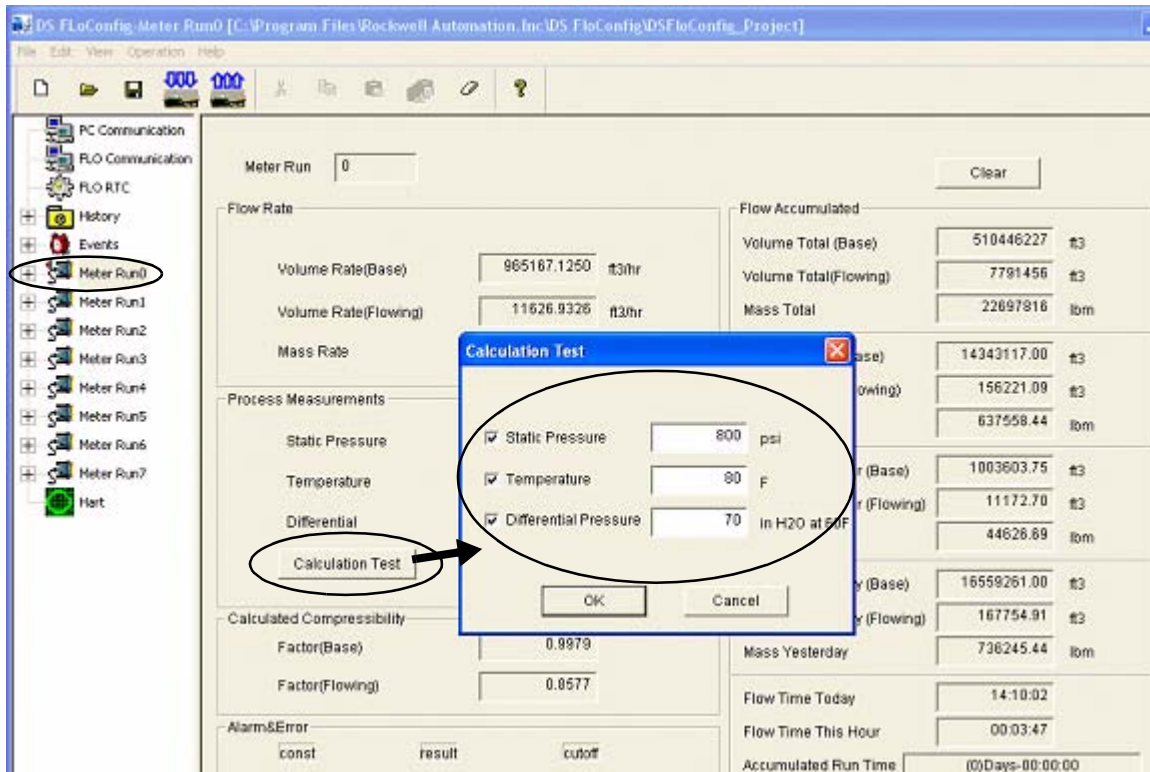 DS FLoConfig-Meter Run0 [C:\Program Files\Rockwell Automation.Inc\DS FloConfig\DSFloConfig_Project]
File Edit View Operation Help
PC Communication
FLO Communication
FLO RTC
History
Events
Meter Run0
Meter Run1
Meter Run2
Meter Run3
Meter Run4
Meter Run5
Meter Run6
Meter Run7
Hart
Meter Run 0
Clear
Flow Rate
Volume Rate(Base) 965167.1250 ft3/hr
Volume Rate(Flowing) 11626.9326 ft3/hr
Mass Rate
Process Measurements
Static Pressure
Temperature
Differential
Calculation Test
Calculated Compressibility
Factor(Base) 0.9979
Factor(Flowing) 0.8577
Alarm&Error
const result cutoff
Calculation Test
Static Pressure 800 psi
Temperature 80 F
Differential Pressure 70 in H2O at 60F
OK Cancel
Flow Accumulated
Volume Total (Base) 510446227 ft3
Volume Total(Flowing) 7791456 ft3
Mass Total 22697816 lbm
ase) 14343117.00 ft3
owing) 156221.09 ft3
637558.44 lbm
r (Base) 1003603.75 ft3
r (Flowing) 11172.70 ft3
44626.69 lbm
y (Base) 16559261.00 ft3
y (Flowing) 167754.91 ft3
Mass Yesterday 736245.44 lbm
Flow Time Today 14:10:02
Flow Time This Hour 00:03:47
Accumulated Run Time (0)Days-00:00:00